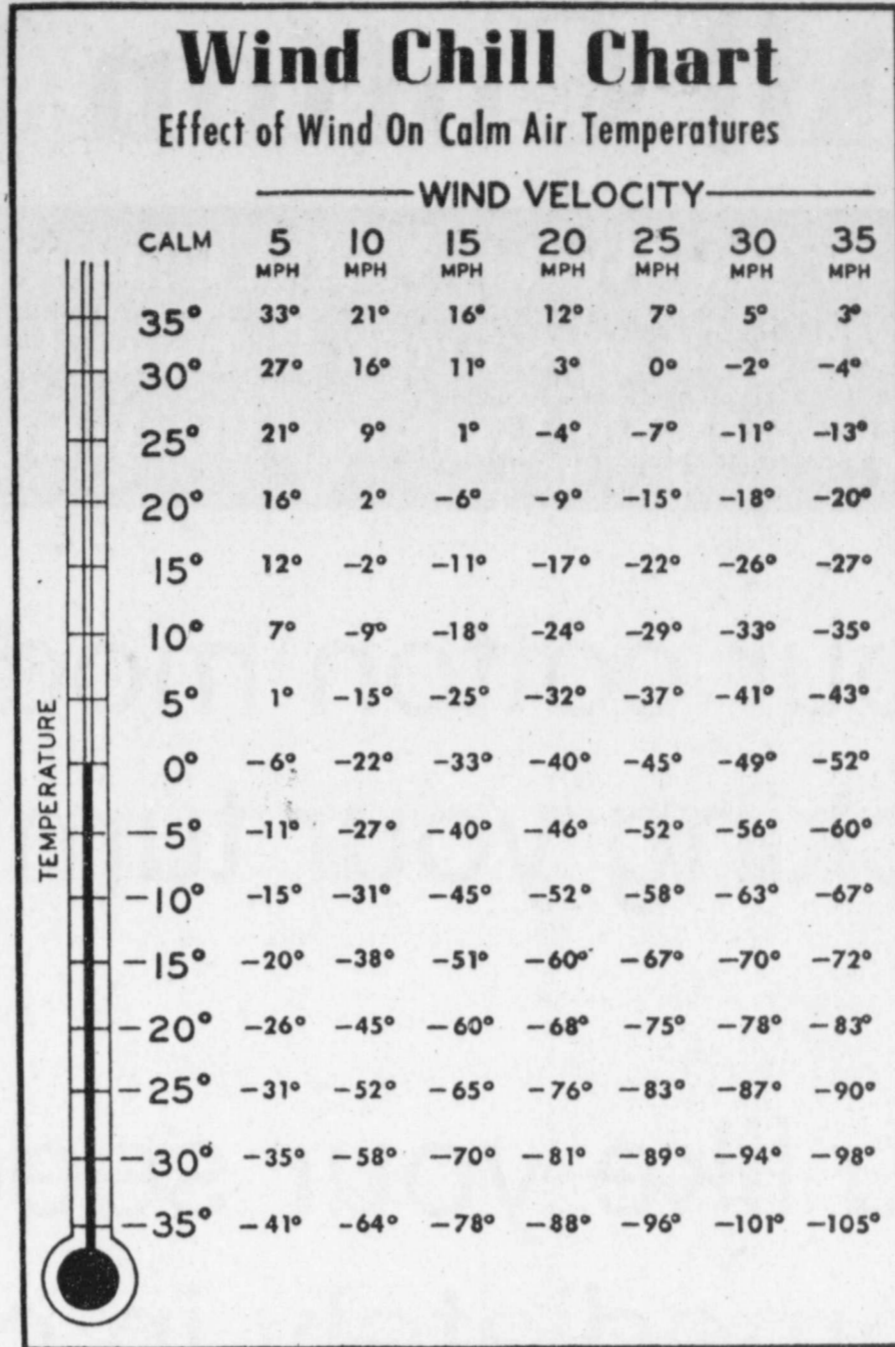 Wind Chill Chart
Effect of Wind On Calm Air Temperatures
WIND VELOCITY
CALM 5 10 15 20 25 30 35
MPH MPH MPH MPH MPH MPH MPH
35° 33° 21° 16° 12° 7° 5° 3°
30° 27° 16° 11° 3° 0° -2° -4°
25° 21° 9° 1° -4° -7° -11° -13°
20° 16° 2° -6° -9° -15° -18° -20°
15° 12° -2° -11° -17° -22° -26° -27°
10° 7° -9° -18° -24° -29° -33° -35°
5° 1° -15° -25° -32° -37° -41° -43°
0° -6° -22° -33° -40° -45° -49° -52°
-5° -11° -27° -40° -46° -52° -56° -60°
-10° -15° -31° -45° -52° -58° -63° -67°
-15° -20° -38° -51° -60° -67° -70° -72°
-20° -26° -45° -60° -68° -75° -78° -83°
-25° -31° -52° -65° -76° -83° -87° -90°
-30° -35° -58° -70° -81° -89° -94° -98°
-35° -41° -64° -78° -88° -96° -101° -105°
TEMPERATURE